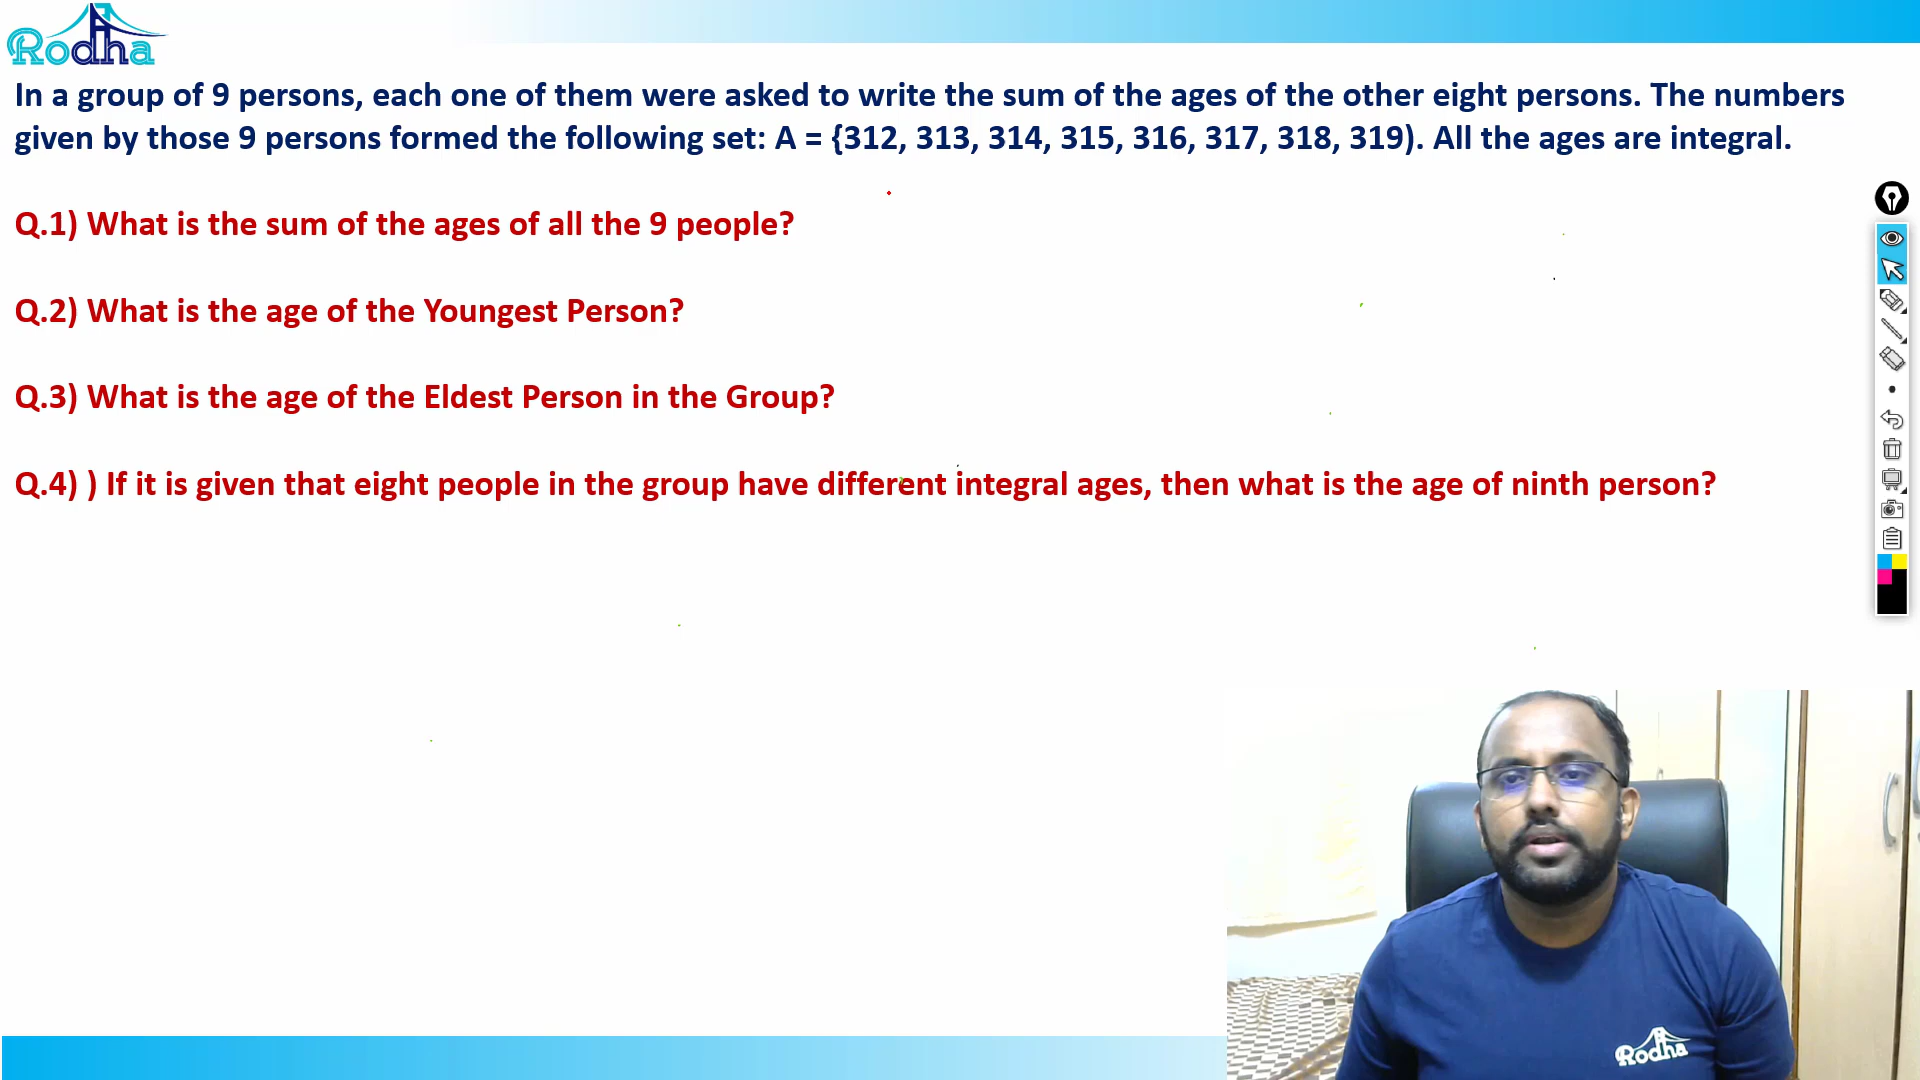 Rodha
In a group of 9 persons, each one of them were asked to write the sum of the ages of the other eight persons. The numbers
given by those 9 persons formed the following set: A = {312, 313, 314, 315, 316, 317, 318, 319). All the ages are integral.
Q.1) What is the sum of the ages of all the 9 people?
Q.2) What is the age of the Youngest Person?
Q.3) What is the age of the Eldest Person in the Group?
Q.4) ) If it is given that eight people in the group have different integral ages, then what is the age of ninth person?
Rodha